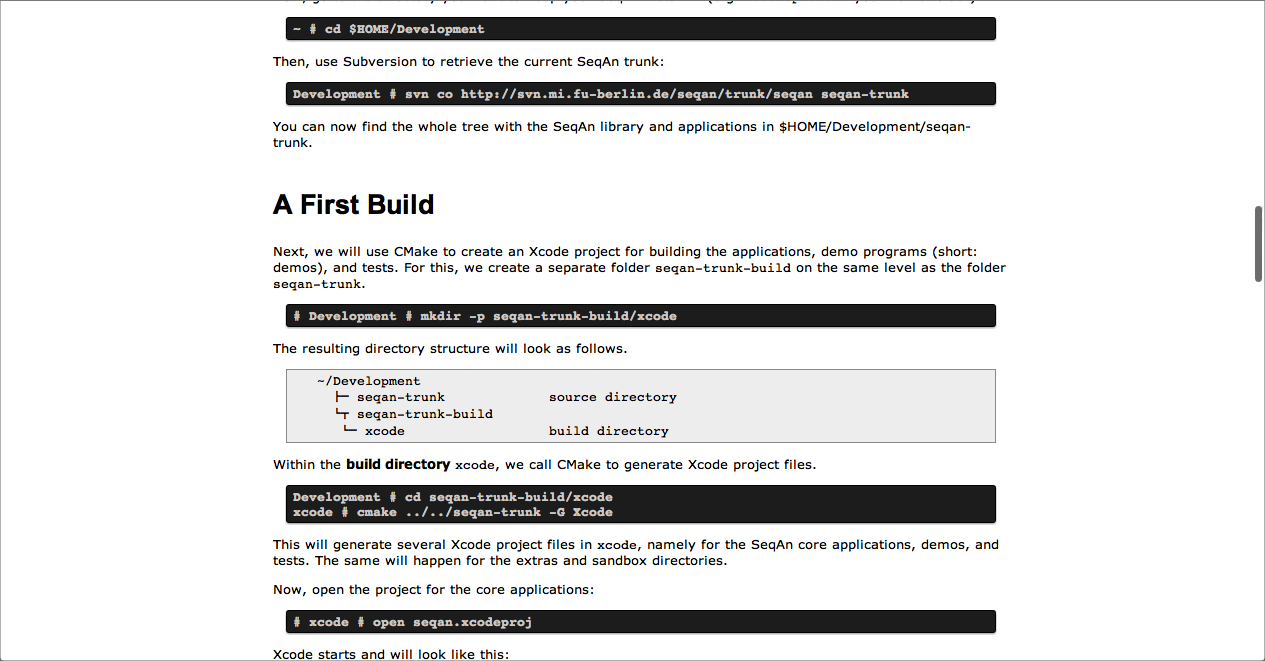 ~ # cd $HOME/Development
Then, use Subversion to retrieve the current SeqAn trunk:
Development # svn co http://svn.mi.fu-berlin.de/seqan/trunk/seqan seqan-trunk
You can now find the whole tree with the SeqAn library and applications in $HOME/Development/seqan-
trunk.
A First Build
Next, we will use CMake to create an Xcode project for building the applications, demo programs (short:
demos), and tests. For this, we create a separate folder seqan-trunk-build on the same level as the folder
seqan-trunk.
# Development # mkdir -p seqan-trunk-build/xcode
The resulting directory structure will look as follows.
~/Development
├─ seqan-trunk             source directory
└┬ seqan-trunk-build
└─ xcode                  build directory
Within the build directory xcode, we call CMake to generate Xcode project files.
Development # cd seqan-trunk-build/xcode
xcode # cmake ../../seqan-trunk -G Xcode
This will generate several Xcode project files in xcode, namely for the SeqAn core applications, demos, and
tests. The same will happen for the extras and sandbox directories.
Now, open the project for the core applications:
# xcode # open seqan.xcodeproj
Xcode starts and will look like this: